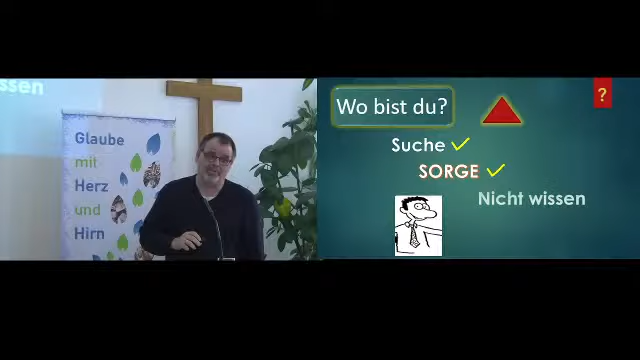 ssen
Glaube
mit
Herz
und
Hirn
Wo bist du?
?
Suche
SORGE
Nicht wissen